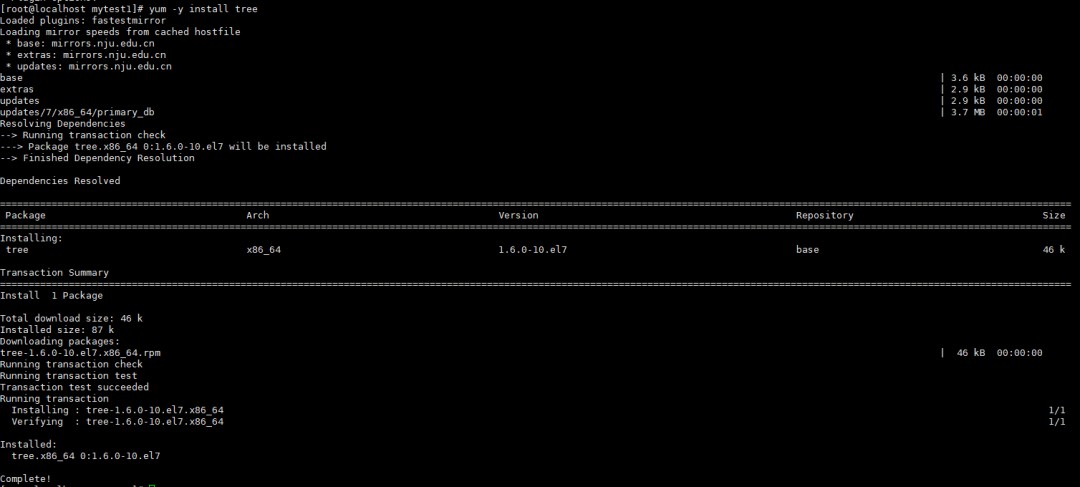 [root@localhost mytest1]# yum -y install tree
Loaded plugins: fastestmirror
Loading mirror speeds from cached hostfile
 * base: mirrors.nju.edu.cn
 * extras: mirrors.nju.edu.cn
 * updates: mirrors.nju.edu.cn
base | 3.6 kB 00:00:00
extras | 2.9 kB 00:00:00
updates | 2.9 kB 00:00:00
updates/7/x86_64/primary_db | 3.7 MB 00:00:01
Resolving Dependencies
--> Running transaction check
---> Package tree.x86_64 0:1.6.0-10.el7 will be installed
--> Finished Dependency Resolution
Dependencies Resolved
Package Arch Version Repository Size
Installing:
tree x86_64 1.6.0-10.el7 base 46 k
Transaction Summary
Install 1 Package
Total download size: 46 k
Installed size: 87 k
Downloading packages:
tree-1.6.0-10.el7.x86_64.rpm | 46 kB 00:00:00
Running transaction check
Running transaction test
Transaction test succeeded
Running transaction
Installing : tree-1.6.0-10.el7.x86_64 1/1
Verifying : tree-1.6.0-10.el7.x86_64 1/1
Installed:
tree.x86_64 0:1.6.0-10.el7
Complete!